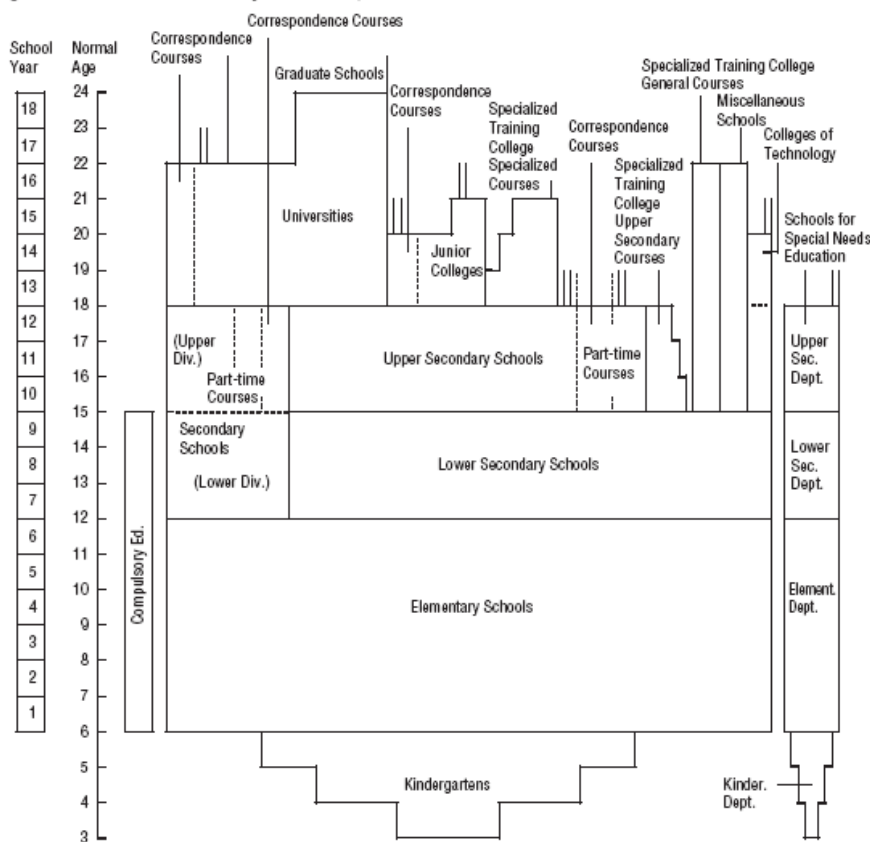 Correspondence Courses
Correspondence
Courses
School
Year
Normal
Age
Graduate Schools
Correspondence
Courses
Specialized
Training
College
Specialized
Courses
Correspondence
Courses
Specialized
Training
College
Upper
Secondary
Courses
Specialized Training College
General Courses
Miscellaneous
Schools
Colleges of
Technology
Schools for
Special Needs
Education
24
18
23
17
22
16
21
15
Universities
20
14
Junior
Colleges
19
13
18
12
(Upper
Div.)
17
11
Upper Secondary Schools
Part-time
Courses
Upper
Sec.
Dept.
Part-time
Courses
16
10
15
9
Secondary
Schools
14
8
Lower Secondary Schools
Lower
Sec.
Dept.
13
(Lower Div.)
7
12
6
Compulsory Ed.
11
5
10
4
Elementary Schools
Element.
Dept.
9
3
8
2
7
1
6
5
Kindergartens
Kinder.
Dept.
4
3